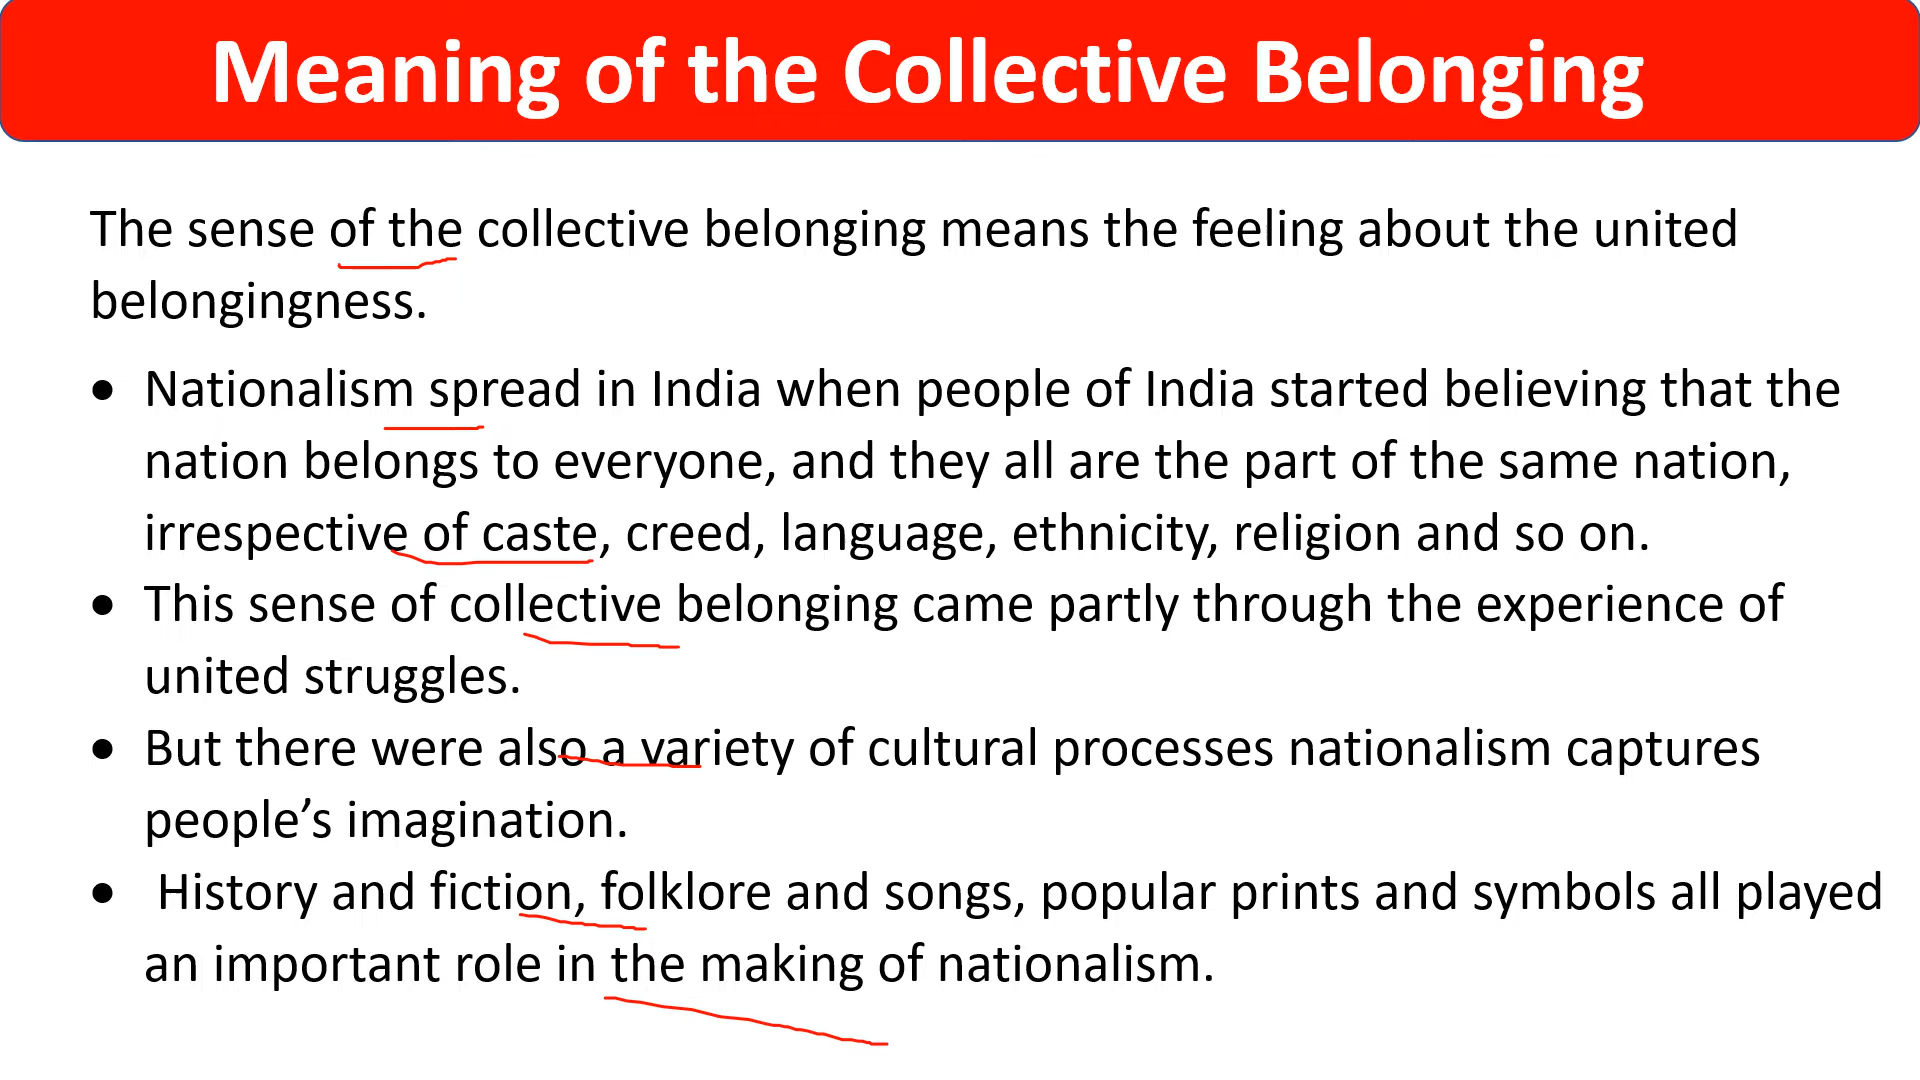 Meaning of the Collective Belonging
The sense of the collective belonging means the feeling about the united
belongingness.
• Nationalism spread in India when people of India started believing that the
nation belongs to everyone, and they all are the part of the same nation,
irrespective of caste, creed, language, ethnicity, religion and so on.
• This sense of collective belonging came partly through the experience of
united struggles.
• But there were also a variety of cultural processes nationalism captures
people’s imagination.
• History and fiction, folklore and songs, popular prints and symbols all played
an important role in the making of nationalism.